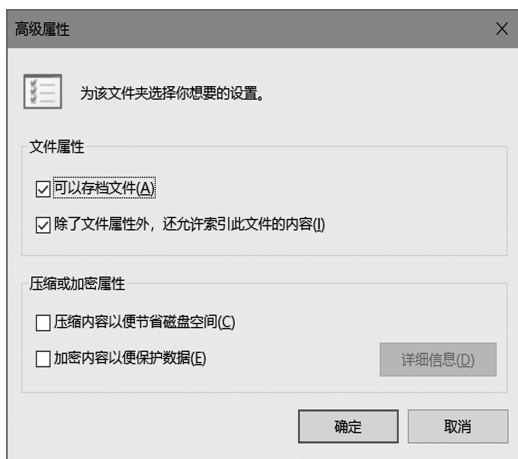 高级属性
为该文件夹选择你想要的设置。
文件属性
可以存档文件(A)
除了文件属性外，还允许索引此文件的内容(I)
压缩或加密属性
压缩内容以便节省磁盘空间(C)
加密内容以便保护数据(E)
详细信息(D)
确定
取消